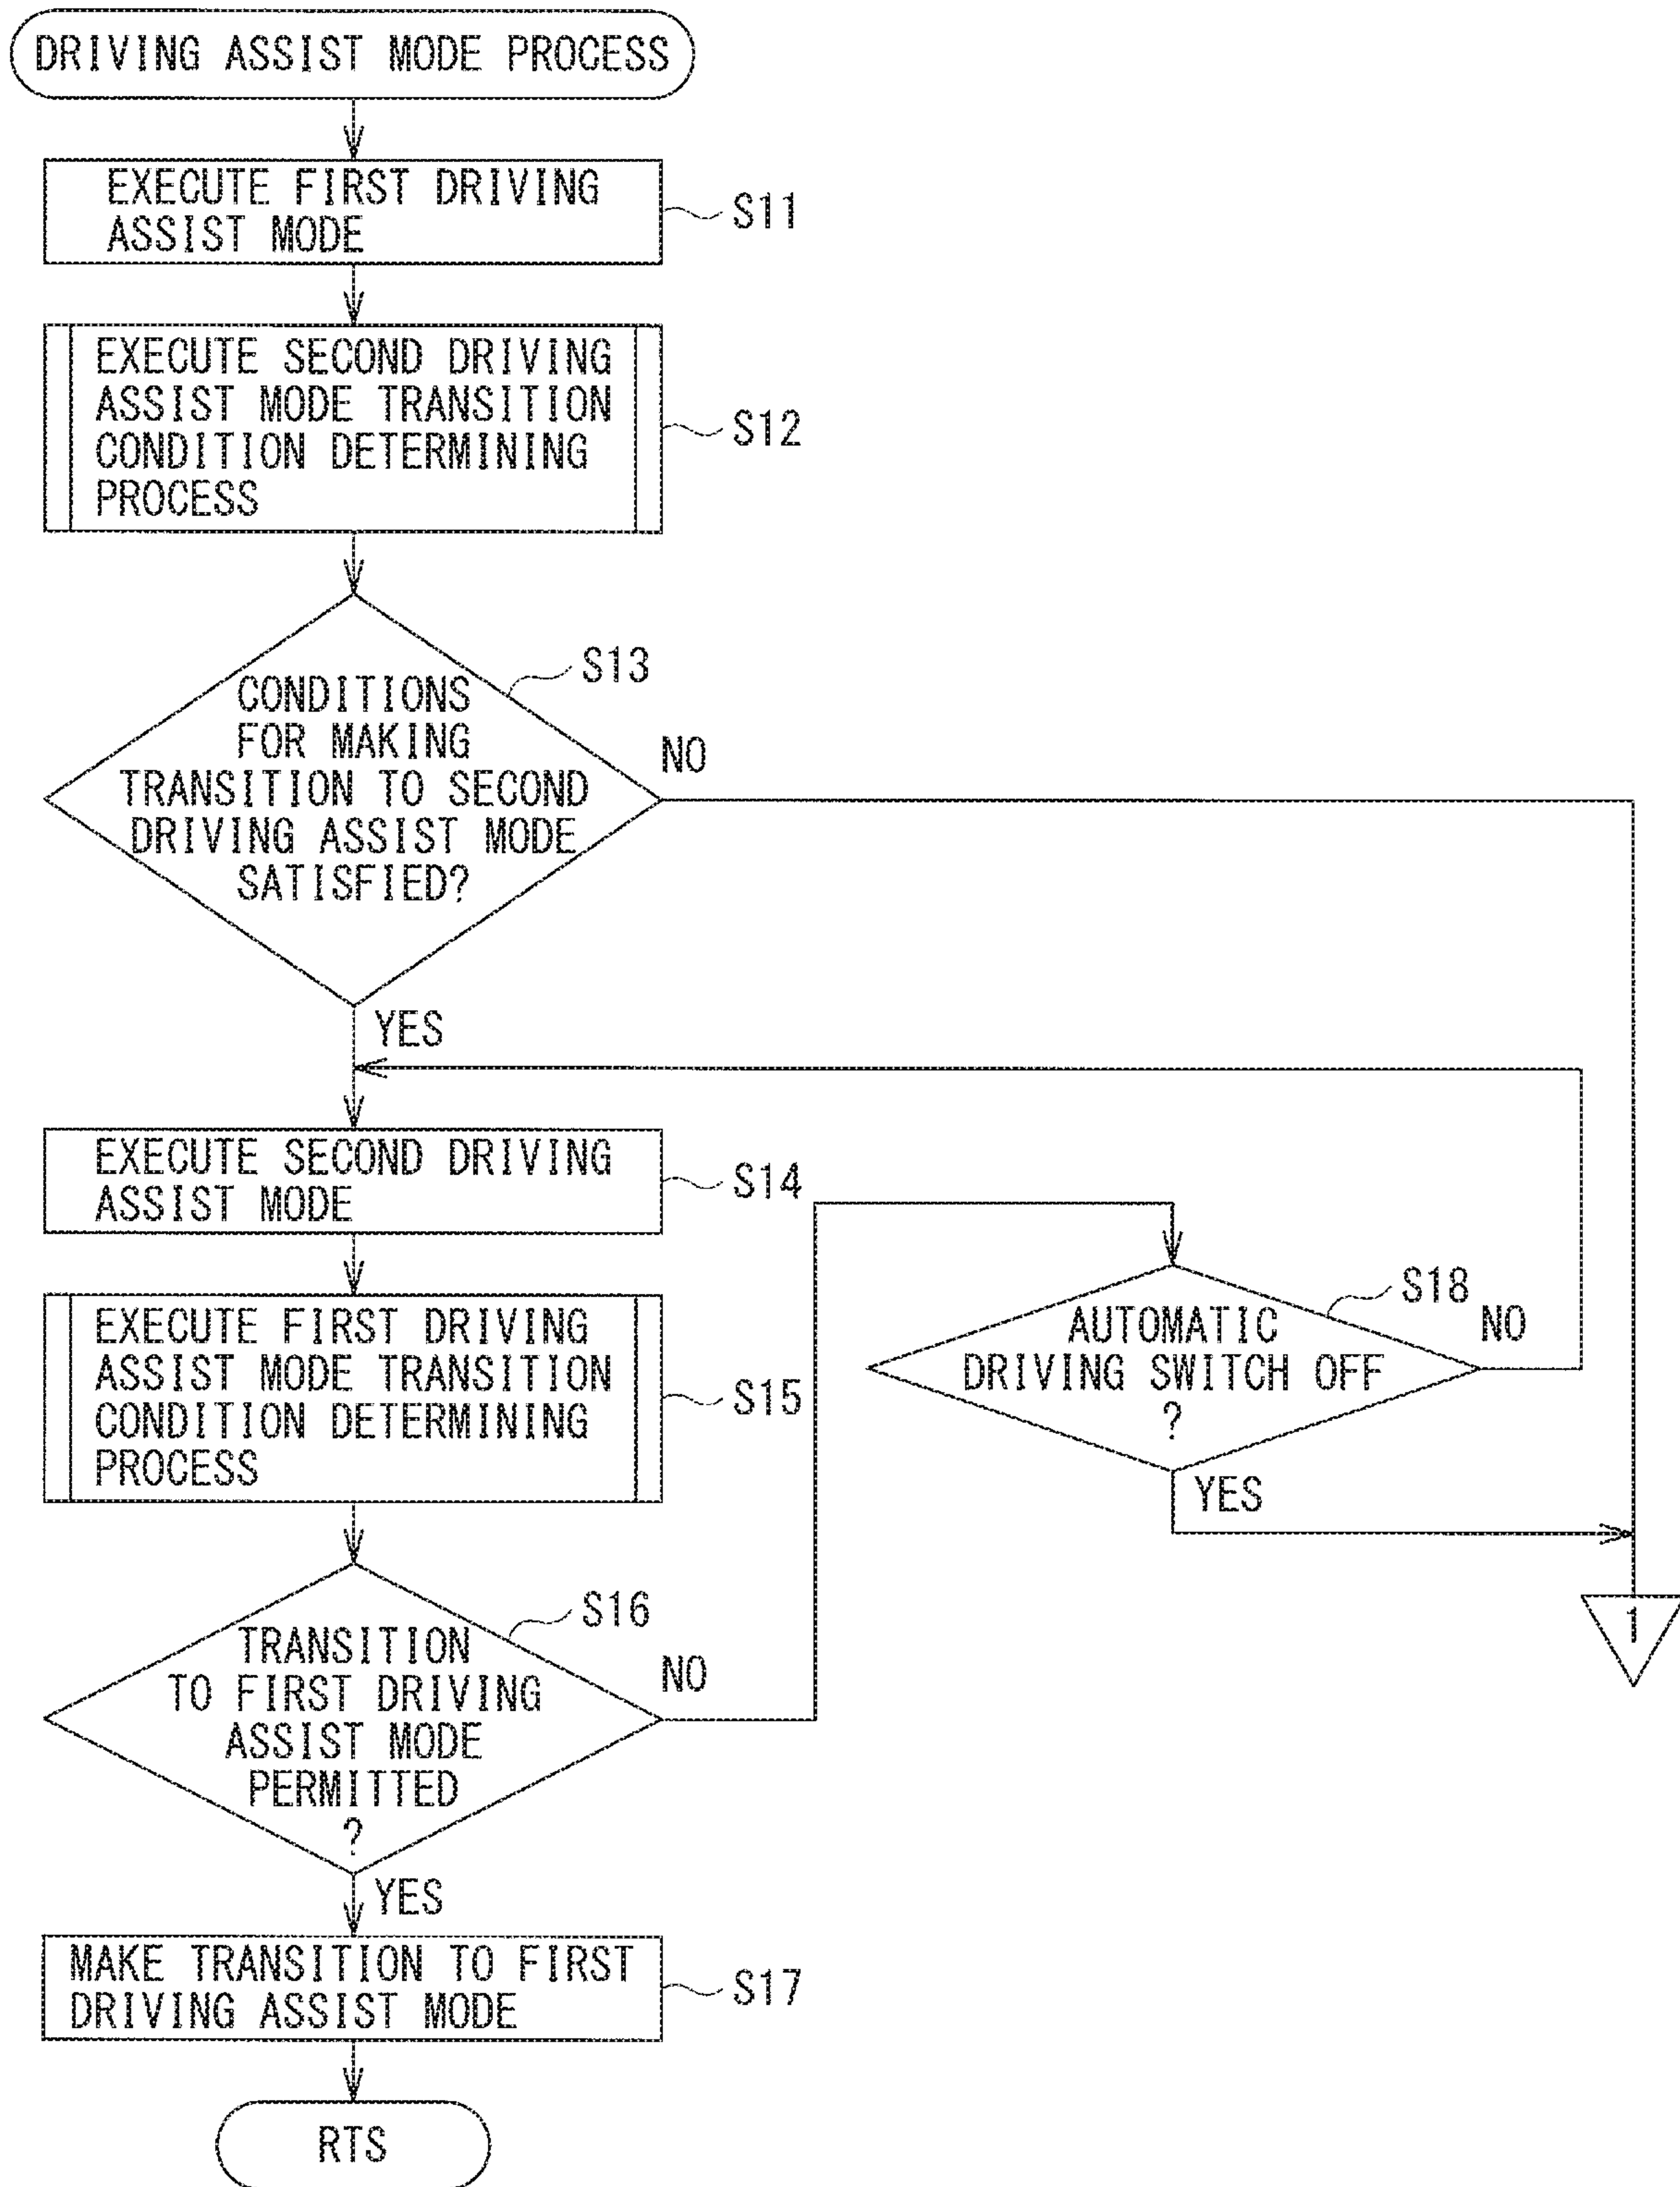 DRIVING ASSIST MODE PROCESS
EXECUTE FIRST DRIVING
ASSIST MODE
S11
EXECUTE SECOND DRIVING
ASSIST MODE TRANSITION
CONDITION DETERMINING
PROCESS
S12
S13
CONDITIONS
FOR MAKING
TRANSITION TO SECOND
DRIVING ASSIST MODE
SATISFIED?
NO
YES
EXECUTE SECOND DRIVING
ASSIST MODE
S14
EXECUTE FIRST DRIVING
ASSIST MODE TRANSITION
CONDITION DETERMINING
PROCESS
S15
S18
AUTOMATIC
DRIVING SWITCH OFF
?
NO
YES
1
S16
TRANSITION
TO FIRST DRIVING
ASSIST MODE
PERMITTED
?
NO
YES
MAKE TRANSITION TO FIRST
DRIVING ASSIST MODE
S17
RTS